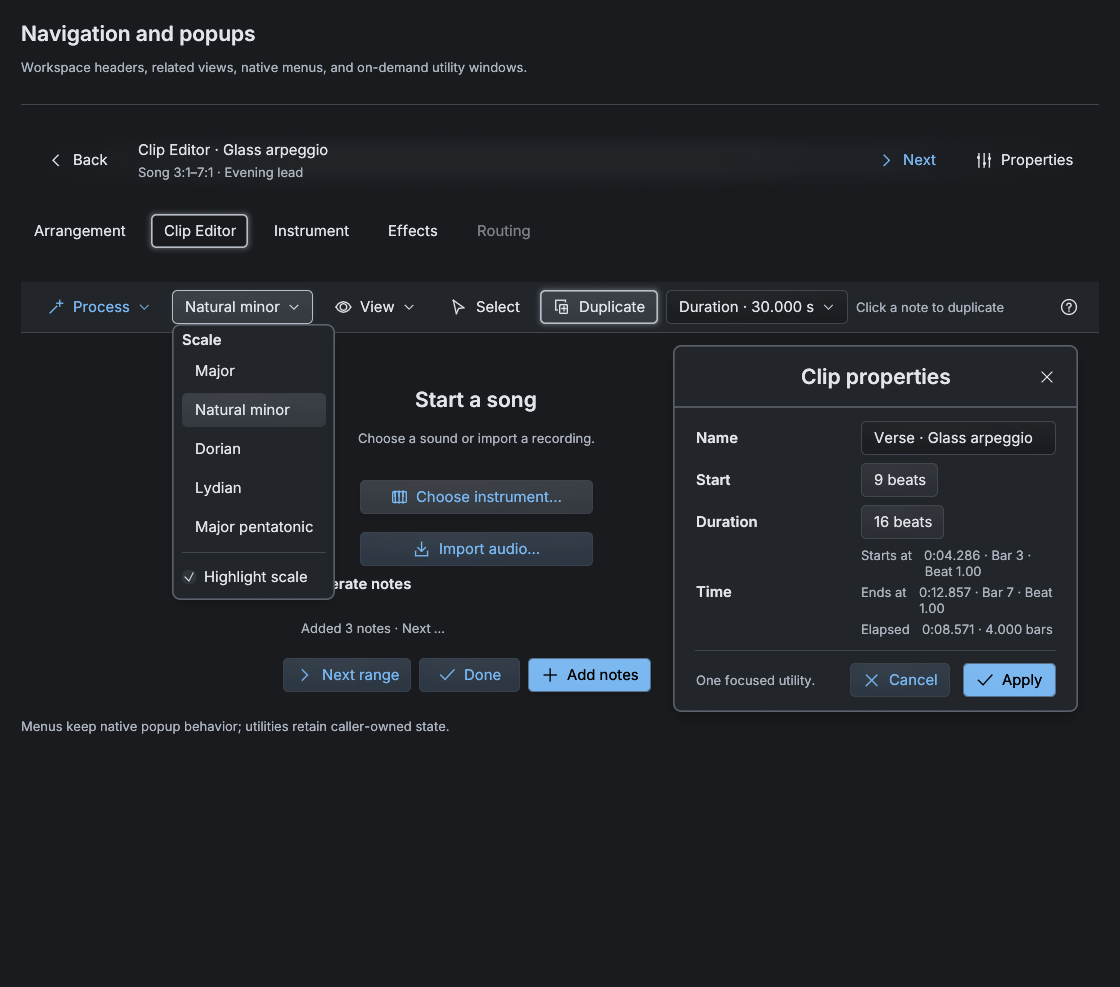 Navigation and popups
Workspace headers, related views, native menus, and on-demand utility windows.
Back
Clip Editor · Glass arpeggio
Song 3:1–7:1 · Evening lead
Next
Properties
Arrangement
Clip Editor
Instrument
Effects
Routing
Process
Natural minor
View
Select
Duplicate
Duration · 30.000 s
Click a note to duplicate
Scale
Major
Natural minor
Dorian
Lydian
Major pentatonic
Highlight scale
Start a song
Choose a sound or import a recording.
Choose instrument...
Import audio...
erate notes
Added 3 notes · Next ...
Next range
Done
Add notes
Clip properties
Name
Verse · Glass arpeggio
Start
9 beats
Duration
16 beats
Time
Starts at 0:04.286 · Bar 3 ·
Beat 1.00
Ends at 0:12.857 · Bar 7 · Beat
1.00
Elapsed 0:08.571 · 4.000 bars
One focused utility.
Cancel
Apply
Menus keep native popup behavior; utilities retain caller-owned state.